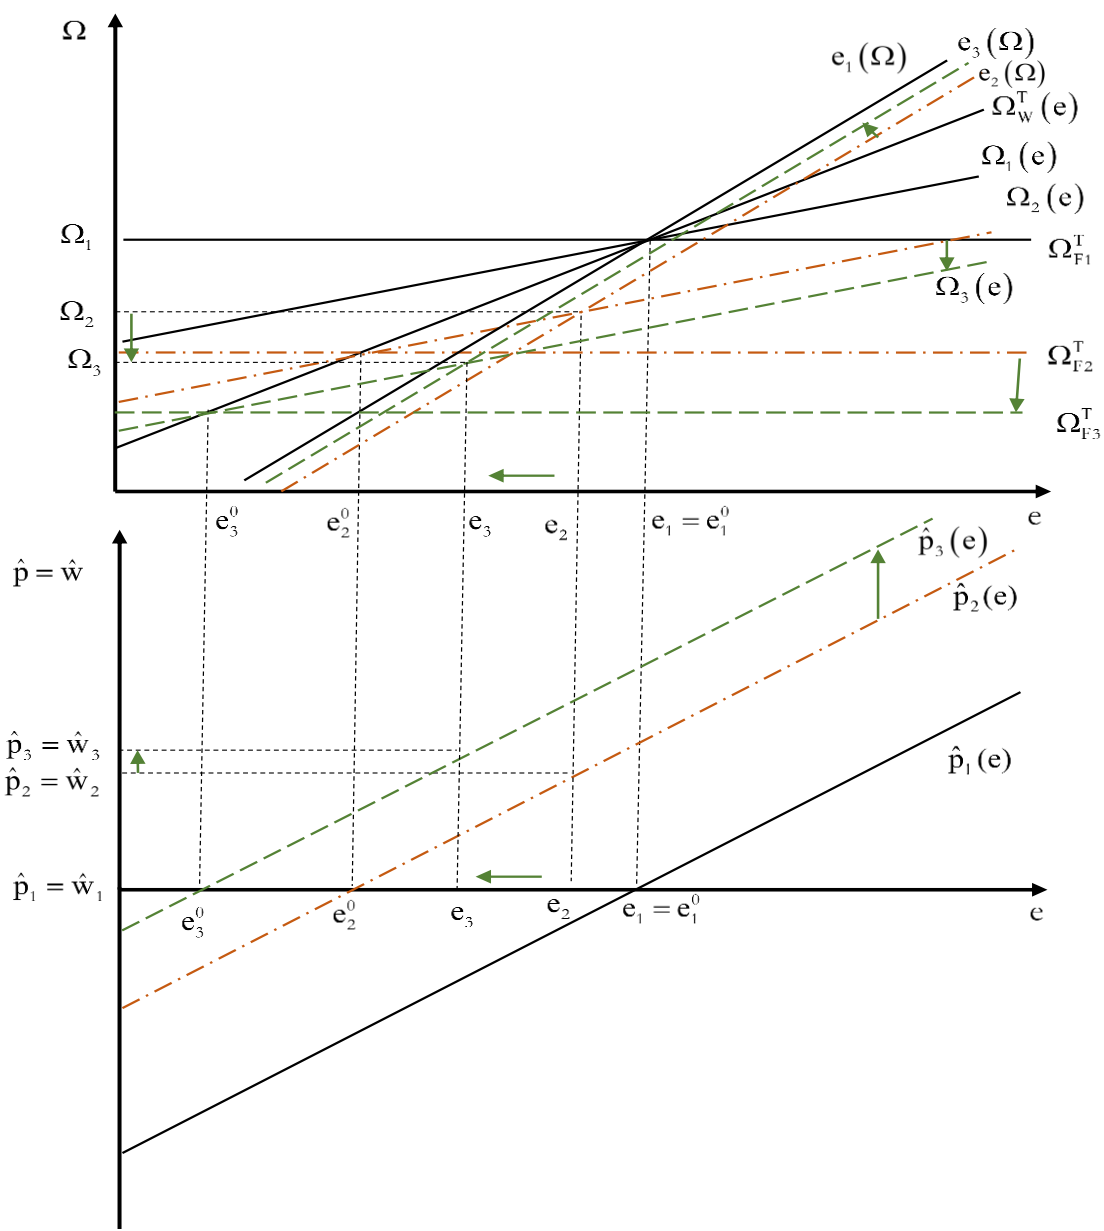 Ω
e₁(Ω)
e₃(Ω)
e₂(Ω)
Ω_W^T(e)
Ω₁(e)
Ω₂(e)
Ω₁
Ω_F1^T
Ω₃(e)
Ω₂
Ω₃
Ω_F2^T
Ω_F3^T
e₃⁰
e₂⁰
e₃
e₂
e₁ = e₁⁰
e
p̂ = ŵ
p̂₃(e)
p̂₂(e)
p̂₃ = ŵ₃
p̂₂ = ŵ₂
p̂₁(e)
p̂₁ = ŵ₁
e₃⁰
e₂⁰
e₃
e₂
e₁ = e₁⁰
e